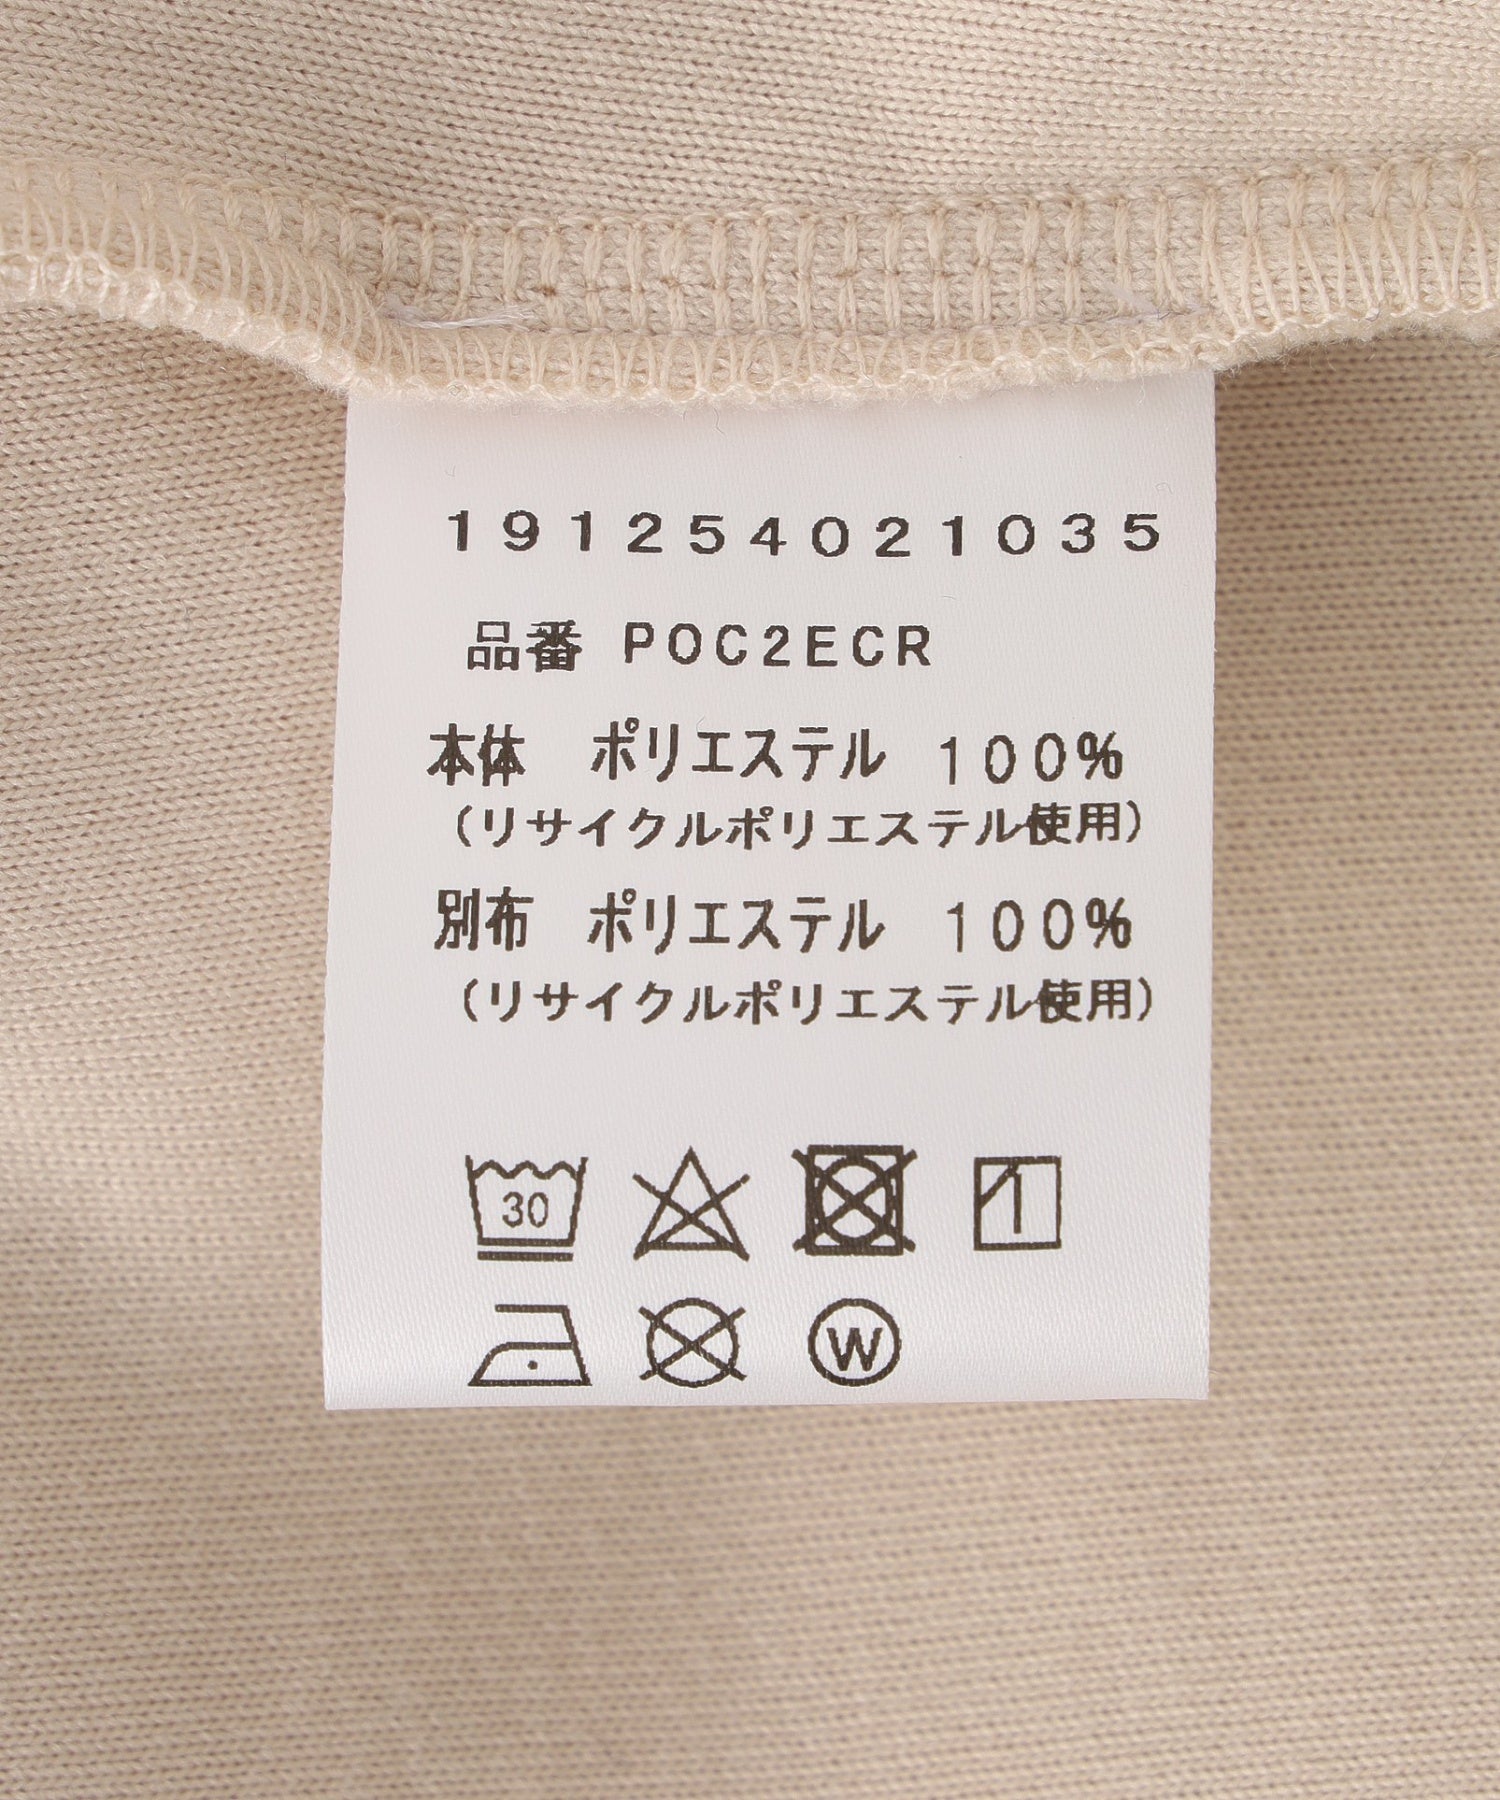 191254021035
品番 POC2ECR
本体 ポリエステル 100%
(リサイクルポリエステル使用)
別布 ポリエステル 100%
(リサイクルポリエステル使用)
30
W